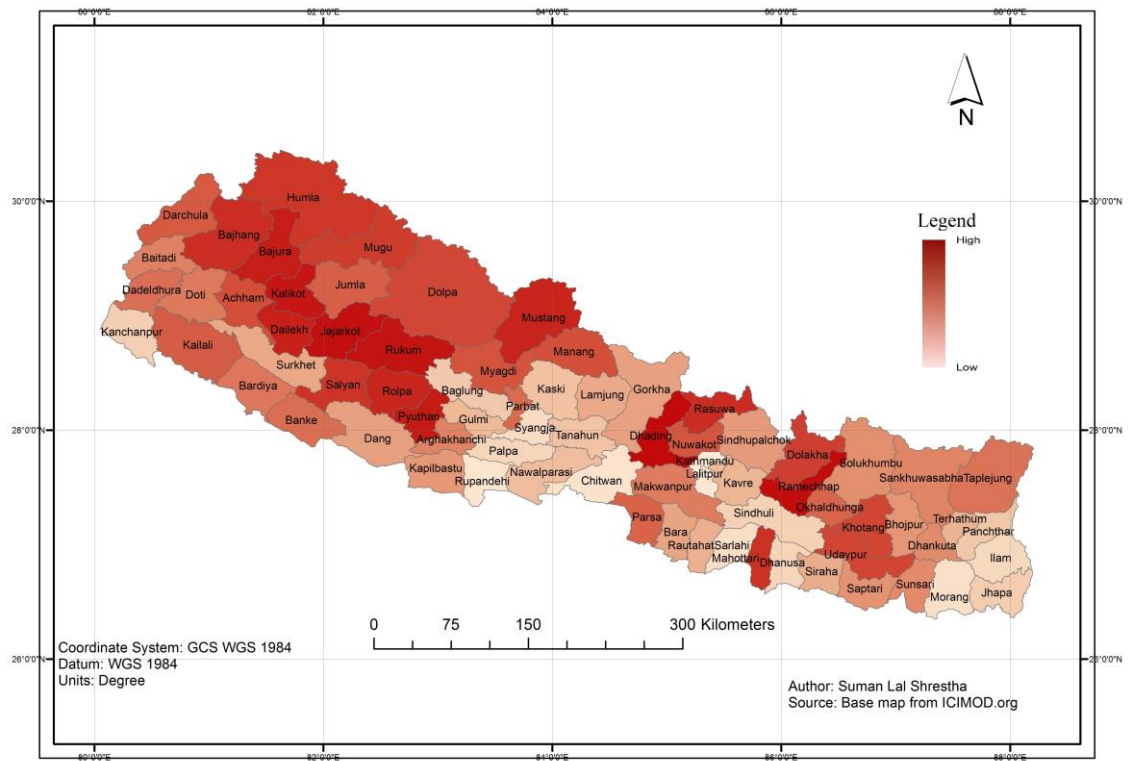 80°0'0"E
82°0'0"E
84°0'0"E
86°0'0"E
88°0'0"E
N
30°0'0"N
30°0'0"N
Legend
High
Low
Humla
Darchula
Bajhang
Bajura
Mugu
Baitadi
Jumla
Dolpa
Dadeldhura
Doti
Achham
Kalikot
Mustang
Kanchanpur
Dailekh
Jajarkot
Kailali
Rukum
Manang
Surkhet
Myagdi
Bardiya
Salyan
Rolpa
Baglung
Kaski
Lamjung
Gorkha
Parbat
Rasuwa
Banke
Pyuthan
Gulmi
Syangja
Tanahun
Dhading
Nuwakot
Sindhupalchok
28°0'0"N
28°0'0"N
Dang
Arghakhanchi
Palpa
Kathmandu
Dolakha
Solukhumbu
Kapilbastu
Nawalparasi
Lalitpur
Sankhuwasabha
Taplejung
Rupandehi
Chitwan
Makwanpur
Kavre
Ramechhap
Okhaldhunga
Parsa
Sindhuli
Khotang
Bhojpur
Terhathum
Panchthar
Bara
Rautahat
Sarlahi
Mahottari
Dhanusa
Udaypur
Dhankuta
Ilam
Siraha
Saptari
Sunsari
Morang
Jhapa
0
75
150
300 Kilometers
Coordinate System: GCS WGS 1984
Datum: WGS 1984
Units: Degree
26°0'0"N
26°0'0"N
Author: Suman Lal Shrestha
Source: Base map from ICIMOD.org
80°0'0"E
82°0'0"E
84°0'0"E
86°0'0"E
88°0'0"E